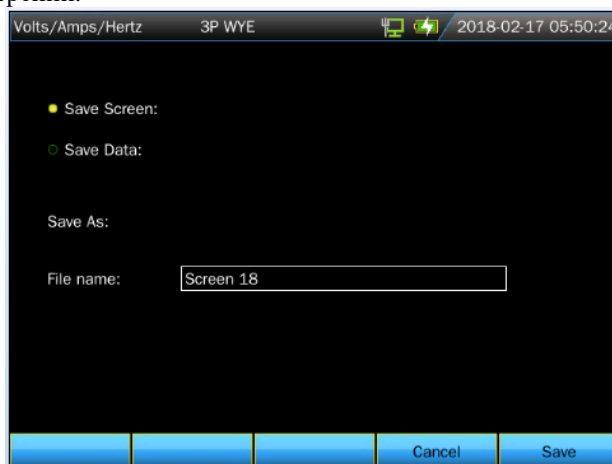 Volts/Amps/Hertz 3P WYE 2018-02-17 05:50:24
Save Screen:
Save Data:
Save As:
File name: Screen 18
Cancel Save